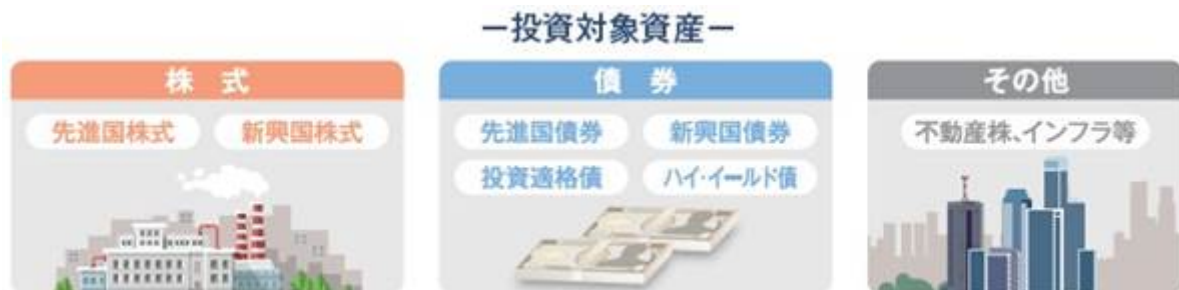 ー投資対象資産ー
株 式
先進国株式 新興国株式
債 券
先進国債券 新興国債券
投資適格債 ハイ・イールド債
その他
不動産株、インフラ等